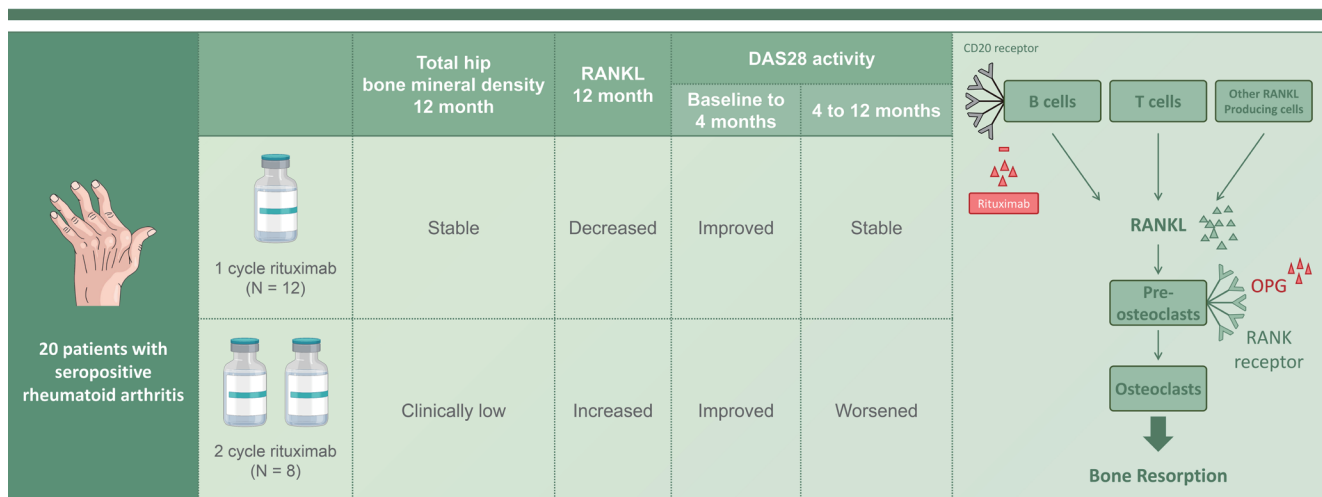 20 patients with
seropositive
rheumatoid arthritis
Total hip
bone mineral density
12 month
RANKL
12 month
DAS28 activity
Baseline to
4 months
4 to 12 months
1 cycle rituximab
(N = 12)
Stable
Decreased
Improved
Stable
2 cycle rituximab
(N = 8)
Clinically low
Increased
Improved
Worsened
CD20 receptor
B cells
T cells
Other RANKL
Producing cells
Rituximab
RANKL
Pre-
osteoclasts
OPG
RANK
receptor
Osteoclasts
Bone Resorption